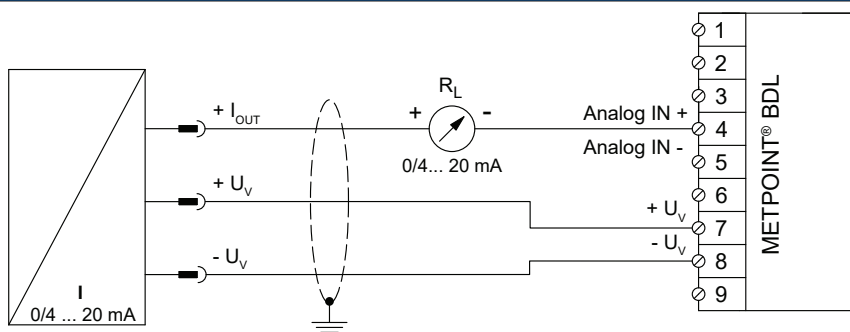 1
2
3
R_L
+ I_OUT
+
-
Analog IN +
4
0/4... 20 mA
Analog IN -
5
+ U_V
6
+ U_V
7
- U_V
- U_V
8
I
0/4 ... 20 mA
9
METPOINT® BDL